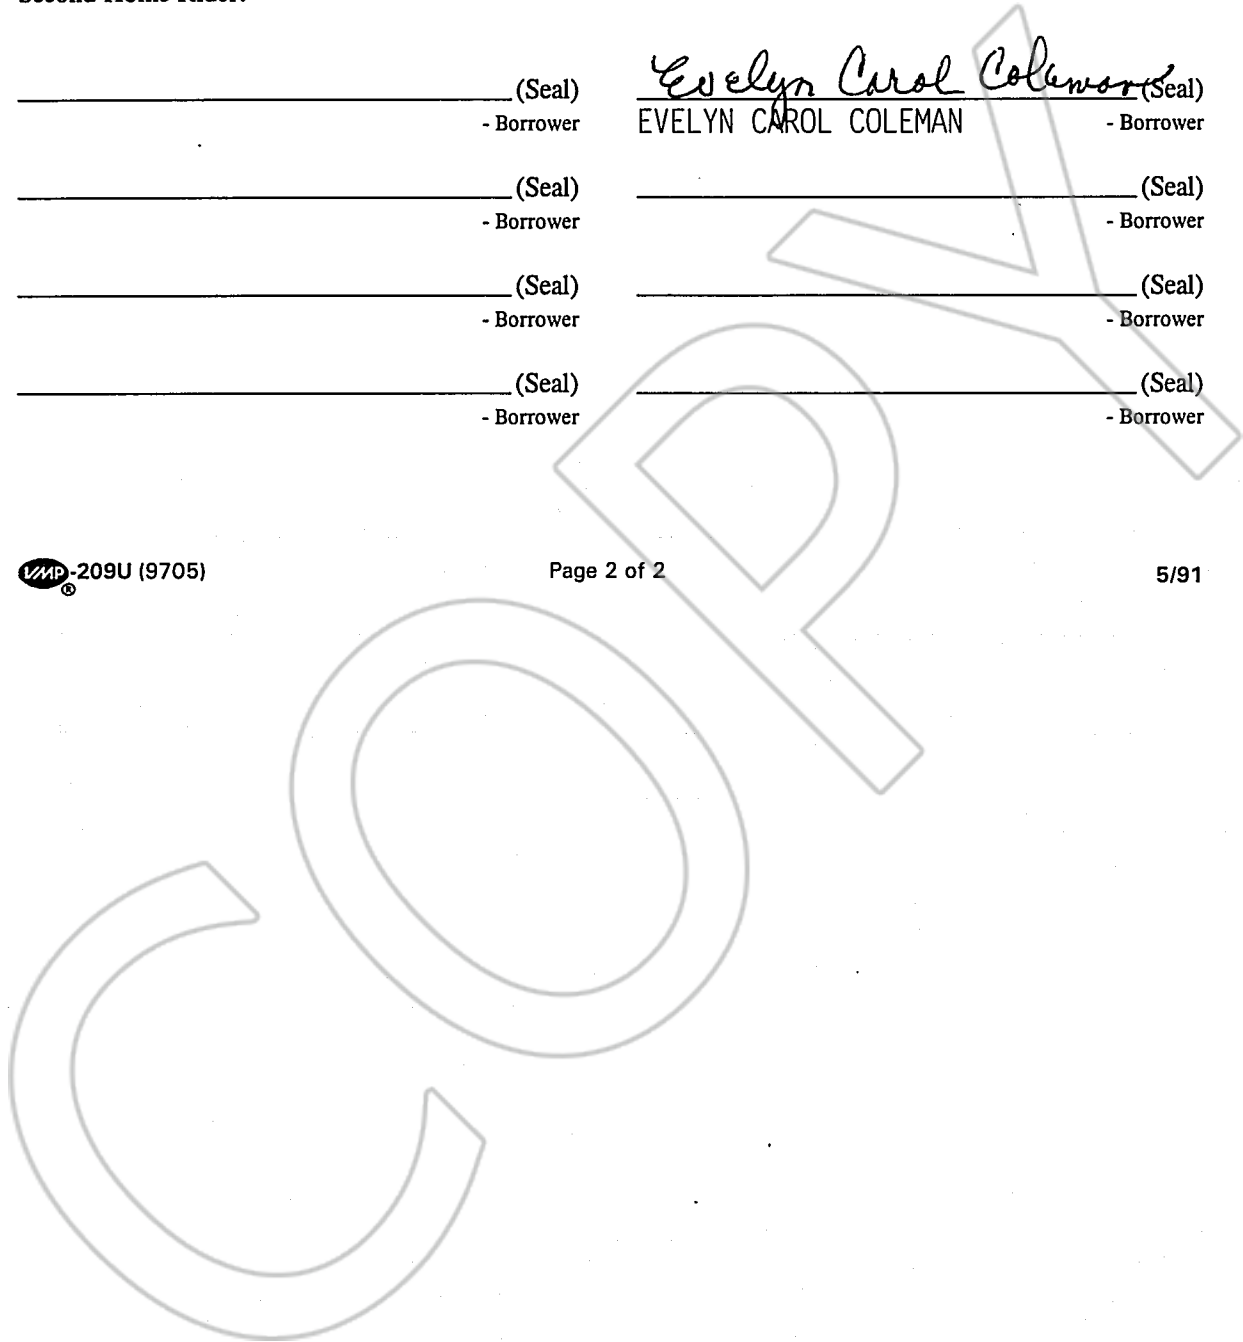 Second Home Rider.
(Seal) Evelyn Carol Coleman (Seal)
- Borrower EVELYN CAROL COLEMAN - Borrower
(Seal) (Seal)
- Borrower - Borrower
(Seal) (Seal)
- Borrower - Borrower
(Seal) (Seal)
- Borrower - Borrower
VMP®-209U (9705) Page 2 of 2 5/91
COPY